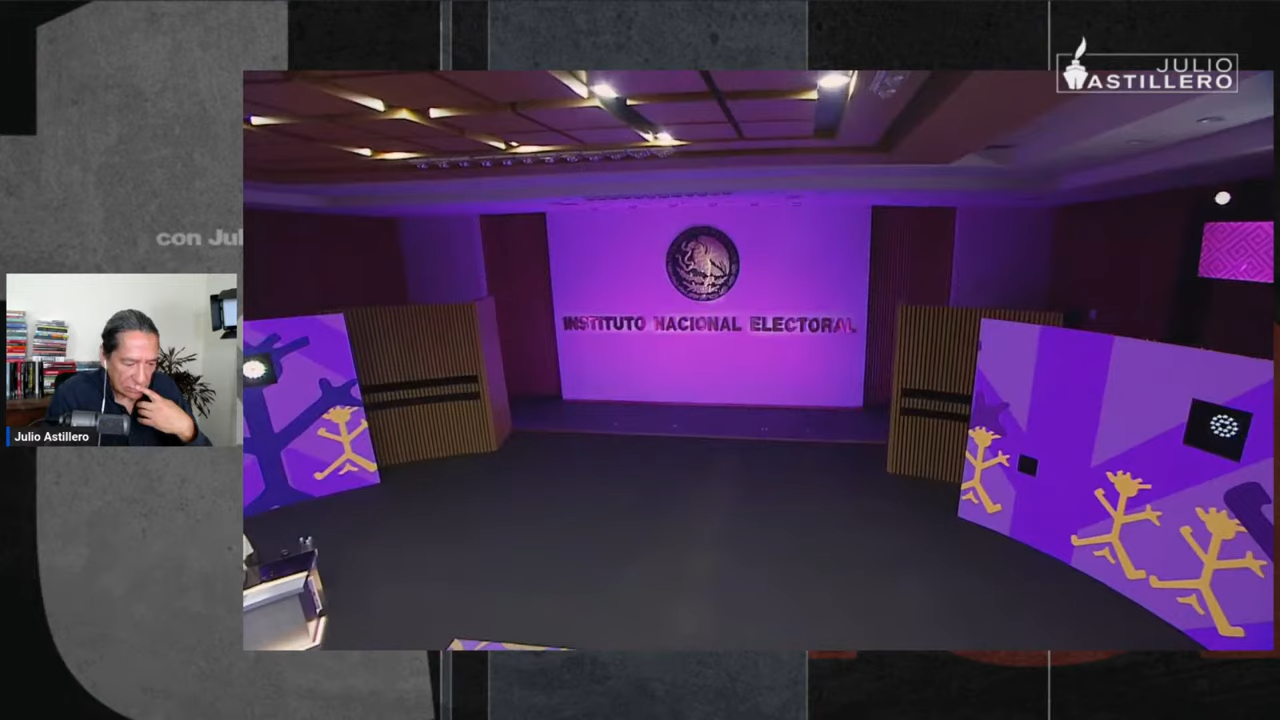 JULIO
ASTILLERO
con Jul
INSTITUTO NACIONAL ELECTORAL
Julio Astillero